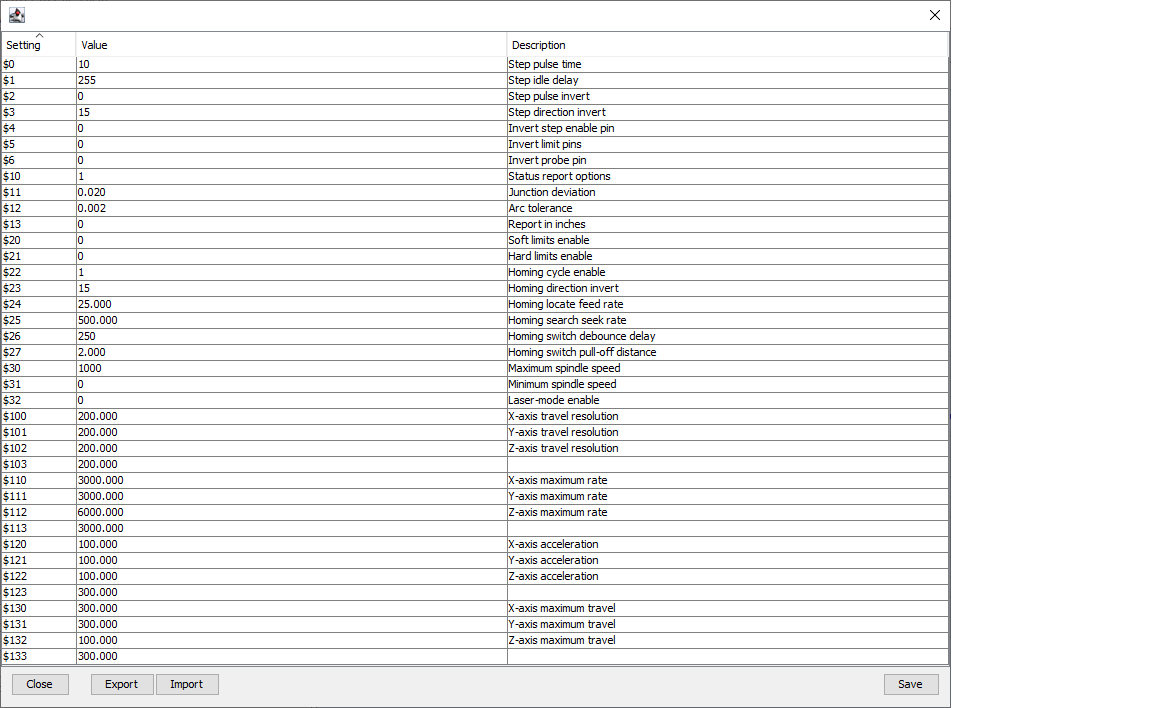 Setting Value Description
$0 10 Step pulse time
$1 255 Step idle delay
$2 0 Step pulse invert
$3 15 Step direction invert
$4 0 Invert step enable pin
$5 0 Invert limit pins
$6 0 Invert probe pin
$10 1 Status report options
$11 0.020 Junction deviation
$12 0.002 Arc tolerance
$13 0 Report in inches
$20 0 Soft limits enable
$21 0 Hard limits enable
$22 1 Homing cycle enable
$23 15 Homing direction invert
$24 25.000 Homing locate feed rate
$25 500.000 Homing search seek rate
$26 250 Homing switch debounce delay
$27 2.000 Homing switch pull-off distance
$30 1000 Maximum spindle speed
$31 0 Minimum spindle speed
$32 0 Laser-mode enable
$100 200.000 X-axis travel resolution
$101 200.000 Y-axis travel resolution
$102 200.000 Z-axis travel resolution
$103 200.000
$110 3000.000 X-axis maximum rate
$111 3000.000 Y-axis maximum rate
$112 6000.000 Z-axis maximum rate
$113 3000.000
$120 100.000 X-axis acceleration
$121 100.000 Y-axis acceleration
$122 100.000 Z-axis acceleration
$123 300.000
$130 300.000 X-axis maximum travel
$131 300.000 Y-axis maximum travel
$132 100.000 Z-axis maximum travel
$133 300.000
Close Export Import Save